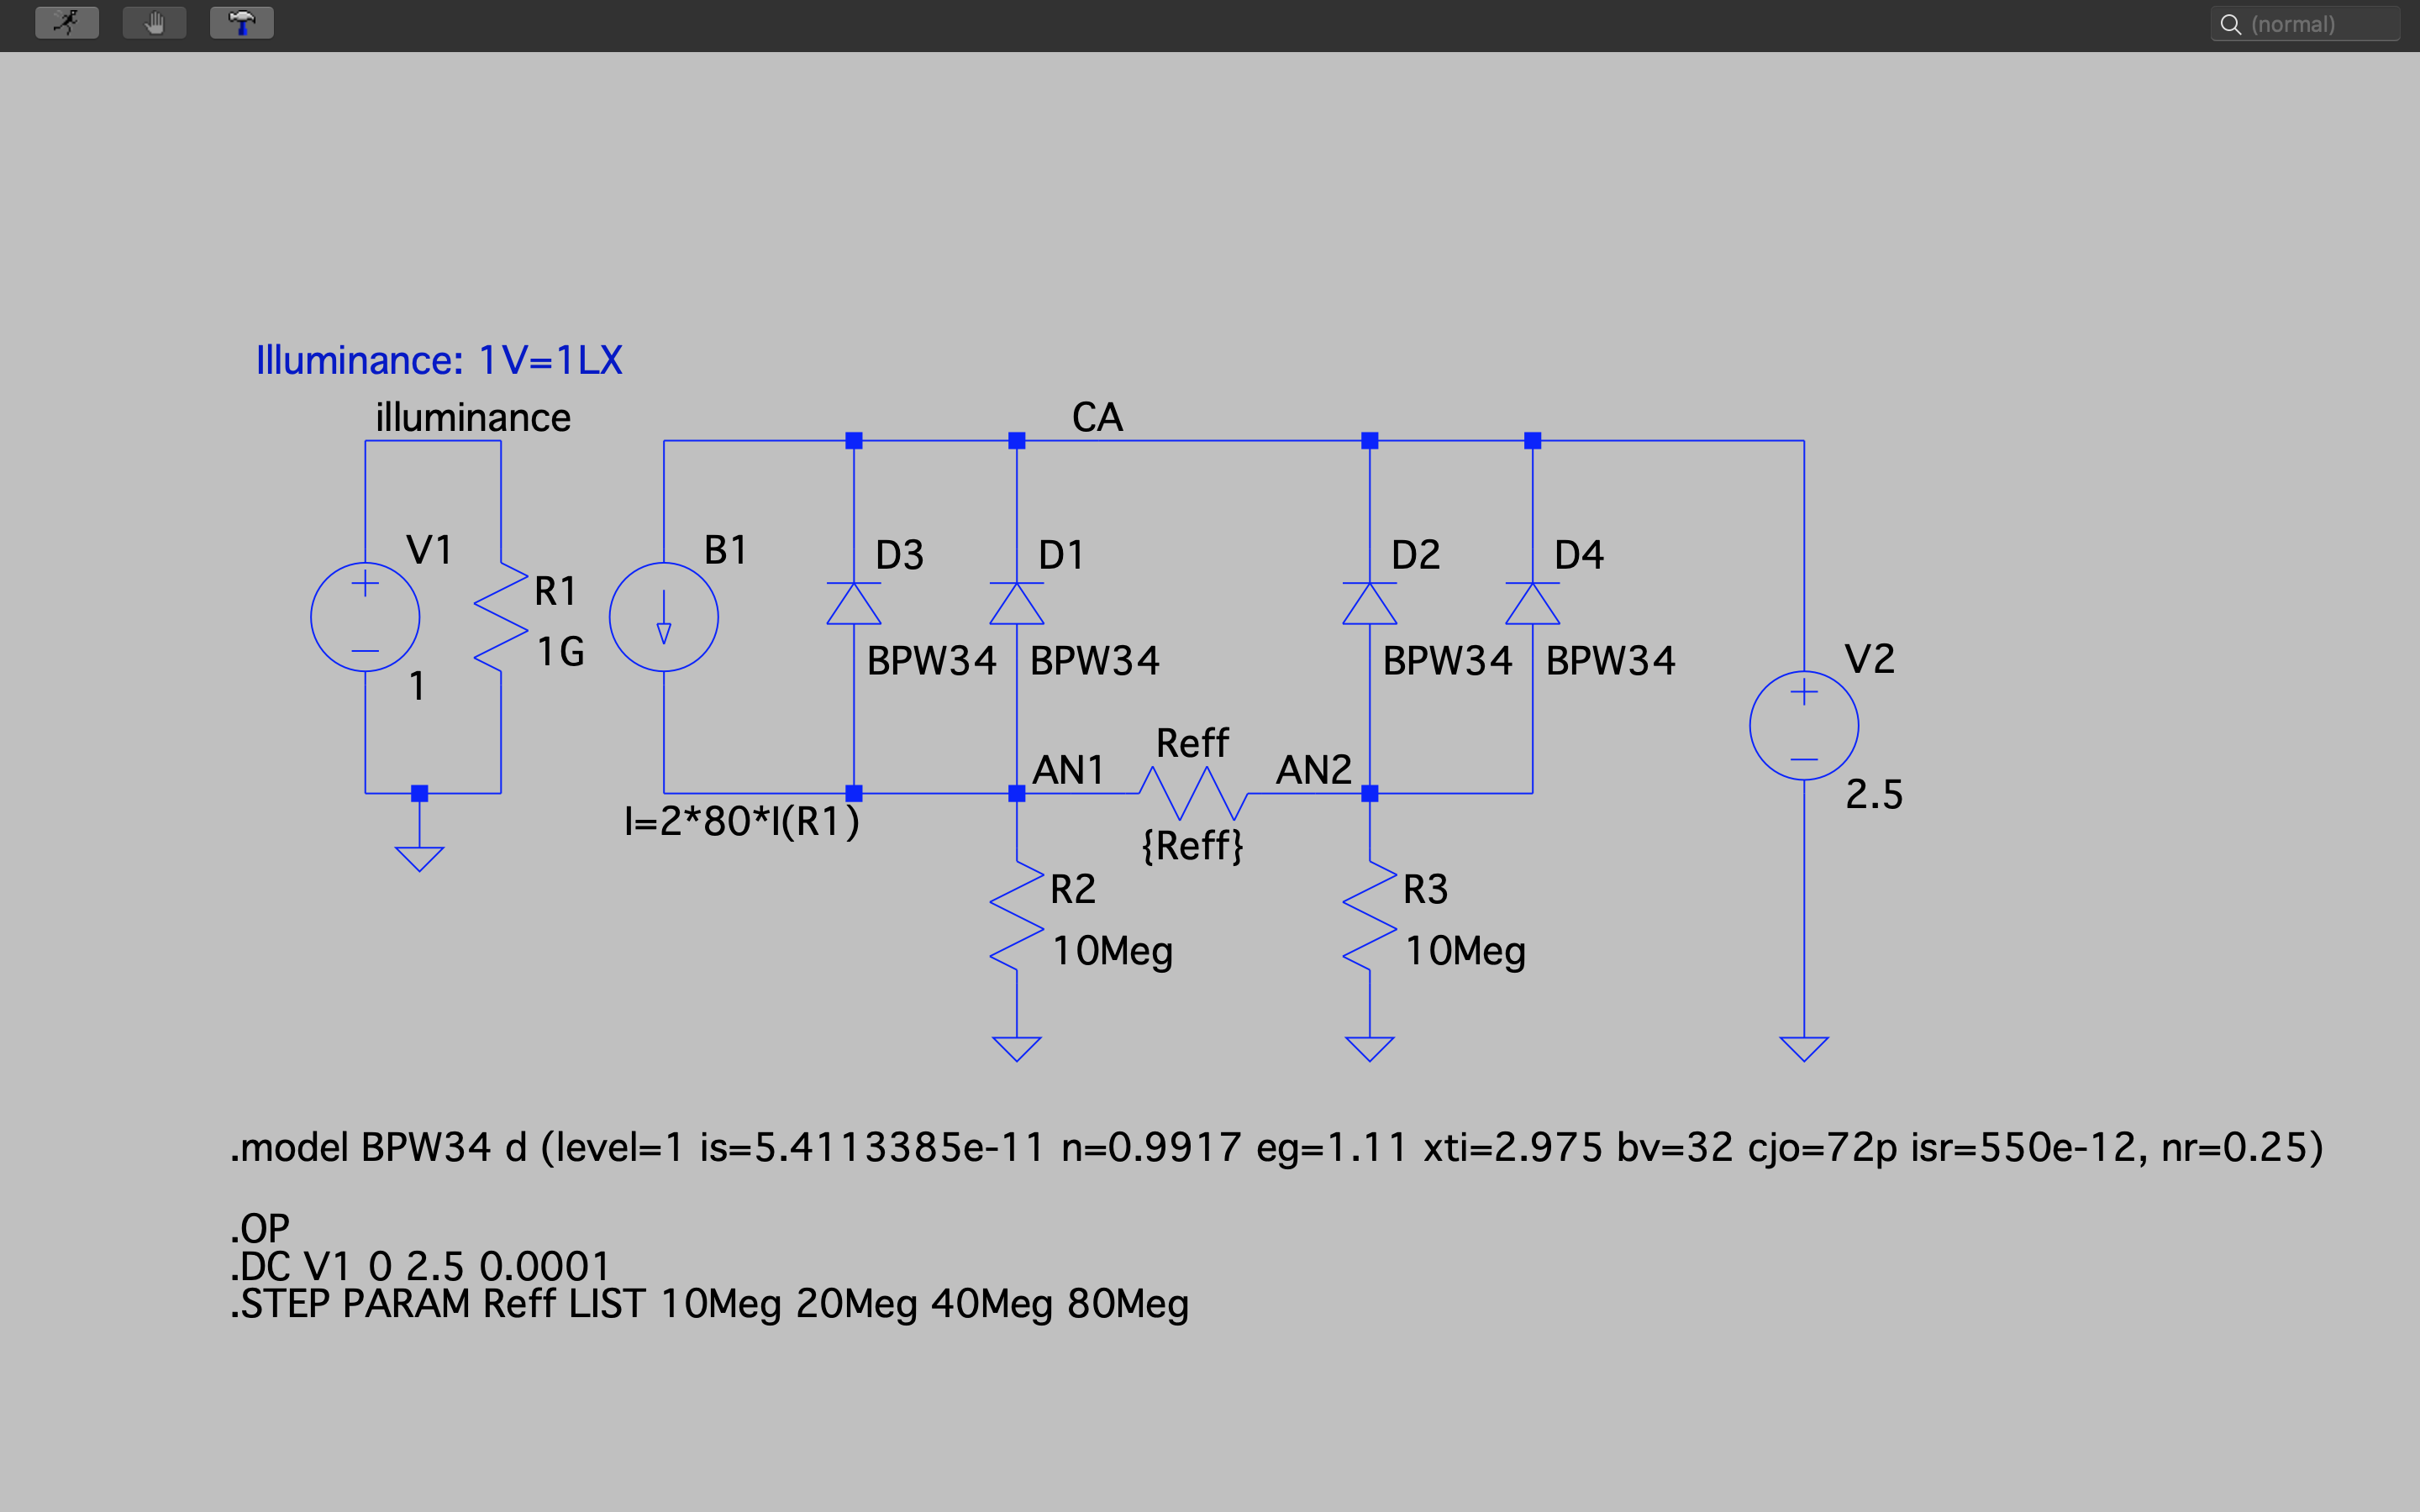 (normal)
Illuminance: 1V=1LX
illuminance
CA
V1
R1
1G
1
B1
I=2*80*I(R1)
D3
BPW34
D1
BPW34
D2
BPW34
D4
BPW34
V2
2.5
AN1
Reff
{Reff}
AN2
R2
10Meg
R3
10Meg
.model BPW34 d (level=1 is=5.4113385e-11 n=0.9917 eg=1.11 xti=2.975 bv=32 cjo=72p isr=550e-12, nr=0.25)
.OP
.DC V1 0 2.5 0.0001
.STEP PARAM Reff LIST 10Meg 20Meg 40Meg 80Meg